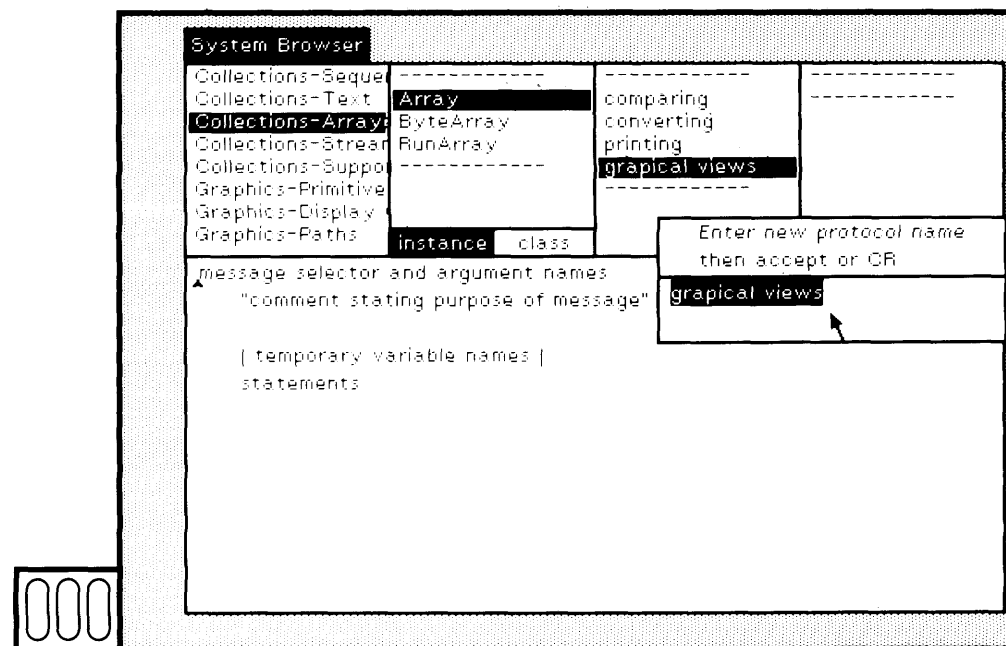 System Browser
Collections-Seque
Collections-Text
Collections-Array
Collections-Stream
Collections-Suppo
Graphics-Primitive
Graphics-Display
Graphics-Paths
------------
Array
ByteArray
RunArray
------------
instance class
------------
comparing
converting
printing
grapical views
------------
------------
------------
message selector and argument names
"comment stating purpose of message"
| temporary variable names |
statements
Enter new protocol name
then accept or CR
grapical views